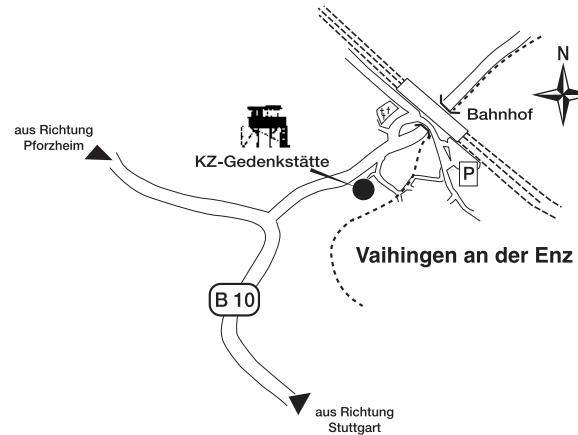 N
Bahnhof
aus Richtung
Pforzheim
KZ-Gedenkstätte
P
Vaihingen an der Enz
B 10
aus Richtung
Stuttgart